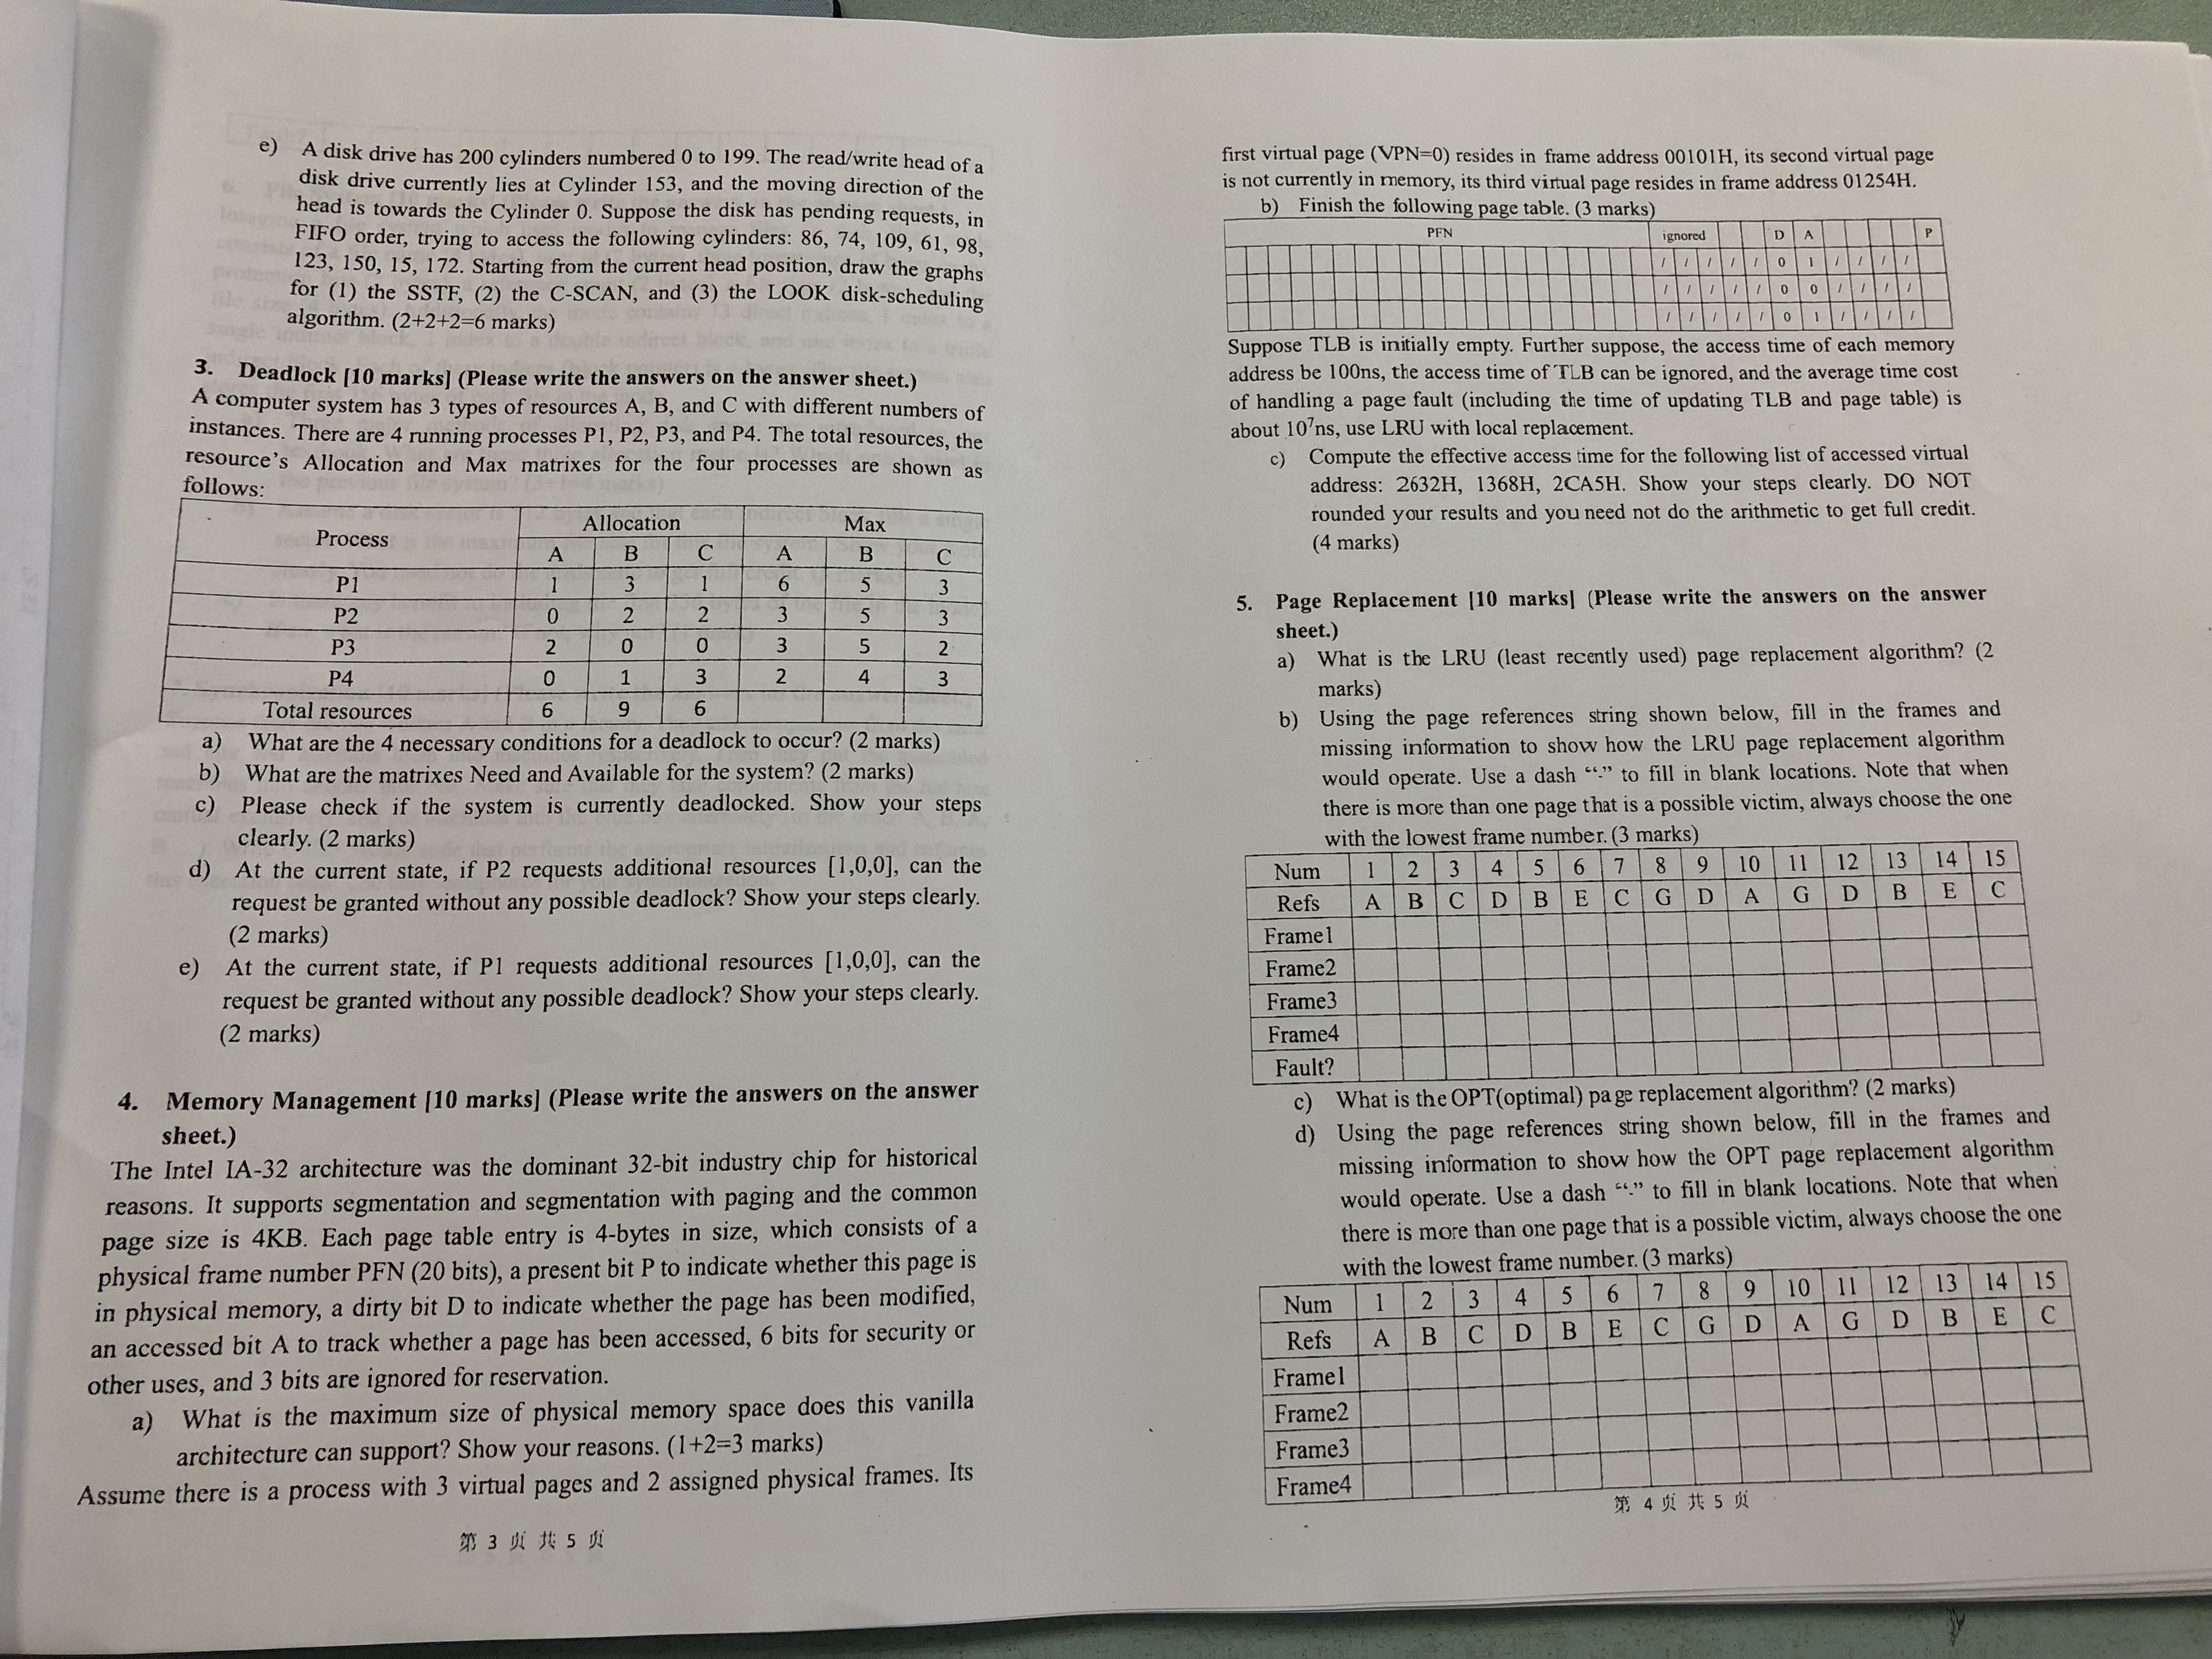 e) A disk drive has 200 cylinders numbered 0 to 199. The read/write head of a
disk drive currently lies at Cylinder 153, and the moving direction of the
head is towards the Cylinder 0. Suppose the disk has pending requests, in
FIFO order, trying to access the following cylinders: 86, 74, 109, 61, 98,
123, 150, 15, 172. Starting from the current head position, draw the graphs
for (1) the SSTF, (2) the C-SCAN, and (3) the LOOK disk-scheduling
algorithm. (2+2+2=6 marks)
3. Deadlock [10 marks] (Please write the answers on the answer sheet.)
A computer system has 3 types of resources A, B, and C with different numbers of
instances. There are 4 running processes P1, P2, P3, and P4. The total resources, the
resource's Allocation and Max matrixes for the four processes are shown as
follows:
Process Allocation Max
A B C A B C
P1 1 3 1 6 5 3
P2 0 2 2 3 5 3
P3 2 0 0 3 5 2
P4 0 1 3 2 4 3
Total resources 6 9 6
a) What are the 4 necessary conditions for a deadlock to occur? (2 marks)
b) What are the matrixes Need and Available for the system? (2 marks)
c) Please check if the system is currently deadlocked. Show your steps
clearly. (2 marks)
d) At the current state, if P2 requests additional resources [1,0,0], can the
request be granted without any possible deadlock? Show your steps clearly.
(2 marks)
e) At the current state, if P1 requests additional resources [1,0,0], can the
request be granted without any possible deadlock? Show your steps clearly.
(2 marks)
4. Memory Management [10 marks] (Please write the answers on the answer
sheet.)
The Intel IA-32 architecture was the dominant 32-bit industry chip for historical
reasons. It supports segmentation and segmentation with paging and the common
page size is 4KB. Each page table entry is 4-bytes in size, which consists of a
physical frame number PFN (20 bits), a present bit P to indicate whether this page is
in physical memory, a dirty bit D to indicate whether the page has been modified,
an accessed bit A to track whether a page has been accessed, 6 bits for security or
other uses, and 3 bits are ignored for reservation.
a) What is the maximum size of physical memory space does this vanilla
architecture can support? Show your reasons. (1+2=3 marks)
Assume there is a process with 3 virtual pages and 2 assigned physical frames. Its
第 3 页 共 5 页
first virtual page (VPN=0) resides in frame address 00101H, its second virtual page
is not currently in memory, its third virtual page resides in frame address 01254H.
b) Finish the following page table. (3 marks)
PFN ignored D A P
/ / / / / 0 1 / / / /
/ / / / / 0 0 / / / /
/ / / / / 0 1 / / / /
Suppose TLB is initially empty. Further suppose, the access time of each memory
address be 100ns, the access time of TLB can be ignored, and the average time cost
of handling a page fault (including the time of updating TLB and page table) is
about 10⁷ns, use LRU with local replacement.
c) Compute the effective access time for the following list of accessed virtual
address: 2632H, 1368H, 2CA5H. Show your steps clearly. DO NOT
rounded your results and you need not do the arithmetic to get full credit.
(4 marks)
5. Page Replacement [10 marks] (Please write the answers on the answer
sheet.)
a) What is the LRU (least recently used) page replacement algorithm? (2
marks)
b) Using the page references string shown below, fill in the frames and
missing information to show how the LRU page replacement algorithm
would operate. Use a dash "-" to fill in blank locations. Note that when
there is more than one page that is a possible victim, always choose the one
with the lowest frame number. (3 marks)
Num 1 2 3 4 5 6 7 8 9 10 11 12 13 14 15
Refs A B C D B E C G D A G D B E C
Frame1
Frame2
Frame3
Frame4
Fault?
c) What is the OPT(optimal) page replacement algorithm? (2 marks)
d) Using the page references string shown below, fill in the frames and
missing information to show how the OPT page replacement algorithm
would operate. Use a dash "-" to fill in blank locations. Note that when
there is more than one page that is a possible victim, always choose the one
with the lowest frame number. (3 marks)
Num 1 2 3 4 5 6 7 8 9 10 11 12 13 14 15
Refs A B C D B E C G D A G D B E C
Frame1
Frame2
Frame3
Frame4
第 4 页 共 5 页